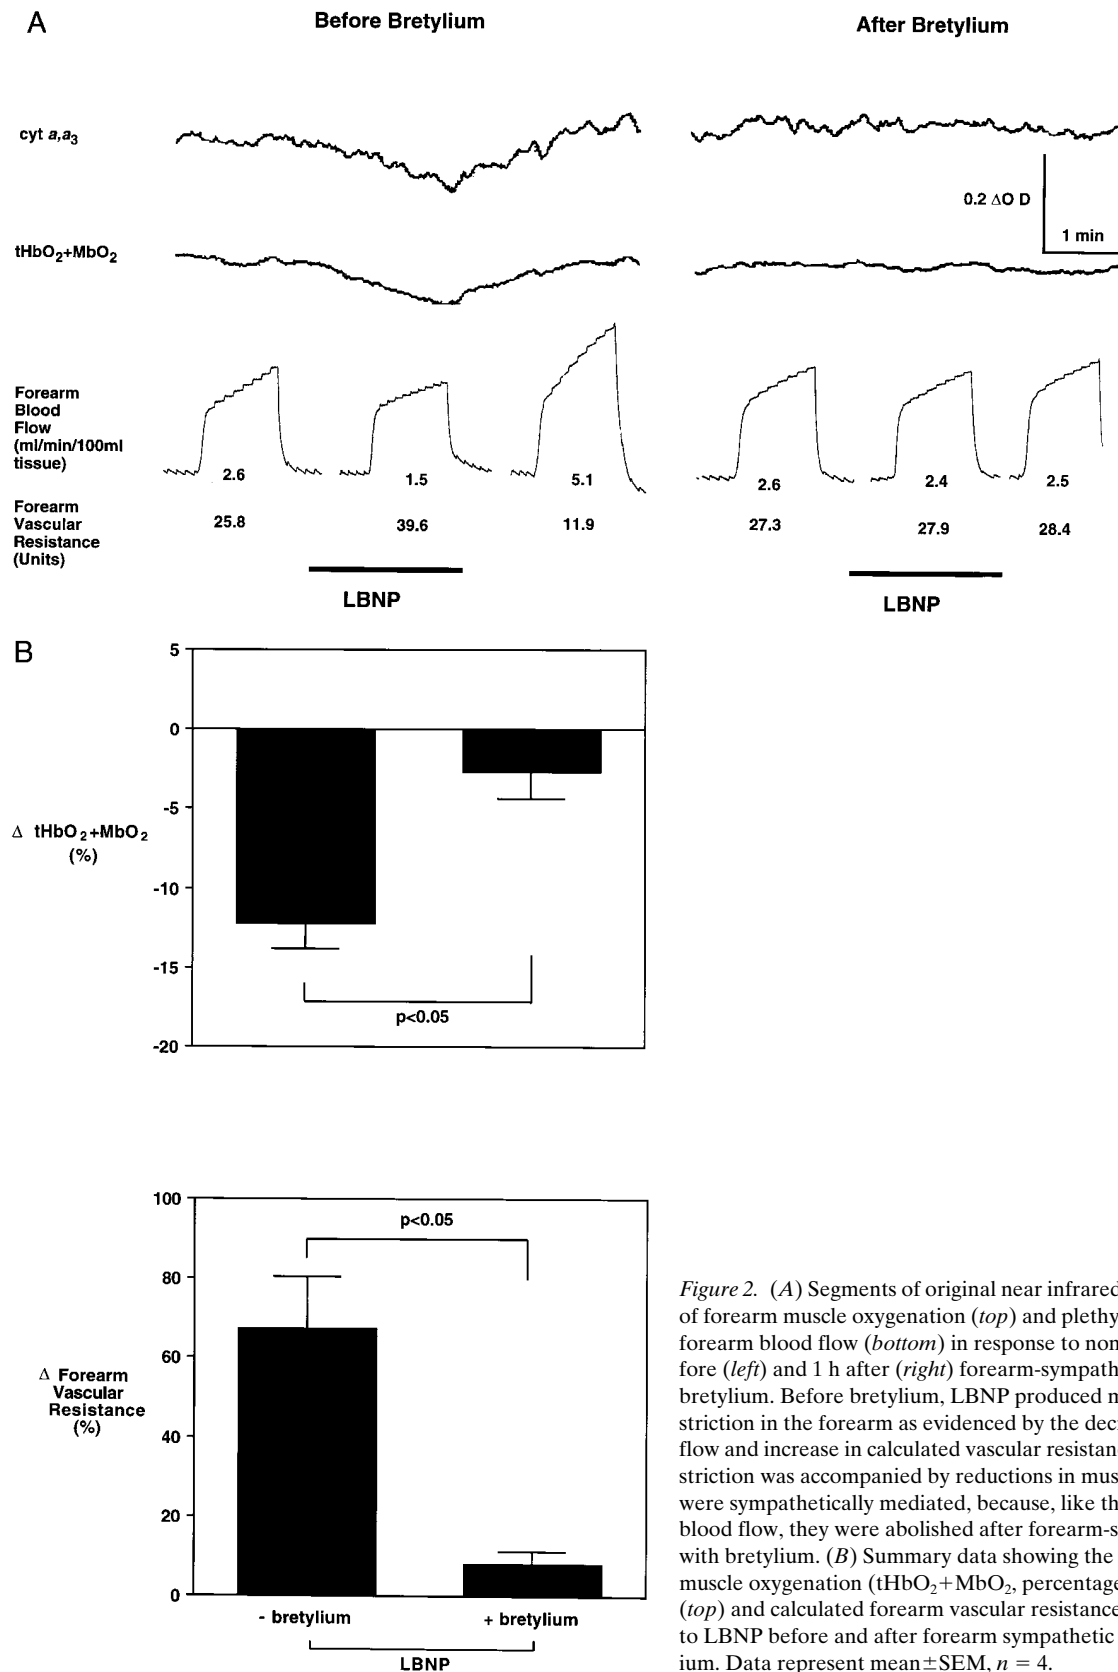 A
Before Bretylium
After Bretylium
cyt a,a3
0.2 ΔO D
1 min
tHbO2+MbO2
Forearm
Blood
Flow
(ml/min/100ml
tissue)
2.6
1.5
5.1
2.6
2.4
2.5
Forearm
Vascular
Resistance
(Units)
25.8
39.6
11.9
27.3
27.9
28.4
LBNP
LBNP
B
5
0
-5
-10
-15
-20
Δ tHbO2+MbO2
(%)
p<0.05
100
80
60
40
20
0
Δ Forearm
Vascular
Resistance
(%)
p<0.05
- bretylium
+ bretylium
LBNP
Figure 2. (A) Segments of original near infrared
of forearm muscle oxygenation (top) and plethy
forearm blood flow (bottom) in response to non
fore (left) and 1 h after (right) forearm-sympath
bretylium. Before bretylium, LBNP produced m
striction in the forearm as evidenced by the dec
flow and increase in calculated vascular resistan
striction was accompanied by reductions in mus
were sympathetically mediated, because, like th
blood flow, they were abolished after forearm-s
with bretylium. (B) Summary data showing the
muscle oxygenation (tHbO2+MbO2, percentage
(top) and calculated forearm vascular resistance
to LBNP before and after forearm sympathetic
ium. Data represent mean±SEM, n = 4.